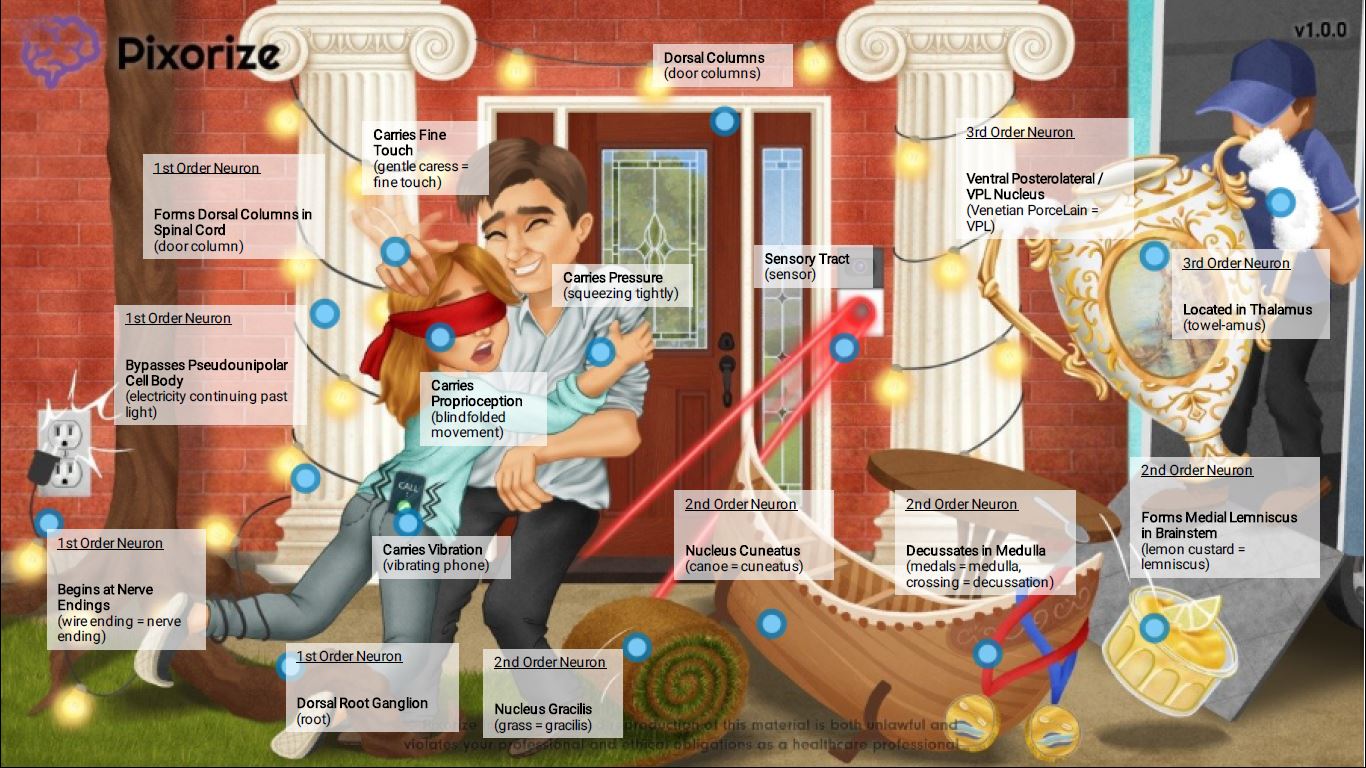 Pixorize
v1.0.0
Dorsal Columns
(door columns)
Carries Fine
Touch
(gentle caress =
fine touch)
1st Order Neuron
Forms Dorsal Columns in
Spinal Cord
(door column)
3rd Order Neuron
Ventral Posterolateral /
VPL Nucleus
(Venetian PorceLain =
VPL)
Sensory Tract
(sensor)
Carries Pressure
(squeezing tightly)
3rd Order Neuron
Located in Thalamus
(towel-amus)
1st Order Neuron
Bypasses Pseudounipolar
Cell Body
(electricity continuing past
light)
Carries
Proprioception
(blindfolded
movement)
CALL
2nd Order Neuron
Forms Medial Lemniscus
in Brainstem
(lemon custard =
lemniscus)
2nd Order Neuron
Nucleus Cuneatus
(canoe = cuneatus)
2nd Order Neuron
Decussates in Medulla
(medals = medulla,
crossing = decussation)
1st Order Neuron
Begins at Nerve
Endings
(wire ending = nerve
ending)
Carries Vibration
(vibrating phone)
1st Order Neuron
Dorsal Root Ganglion
(root)
2nd Order Neuron
Nucleus Gracilis
(grass = gracilis)
production of this material is both unlawful and
violates your professional and ethical obligations as a healthcare professional